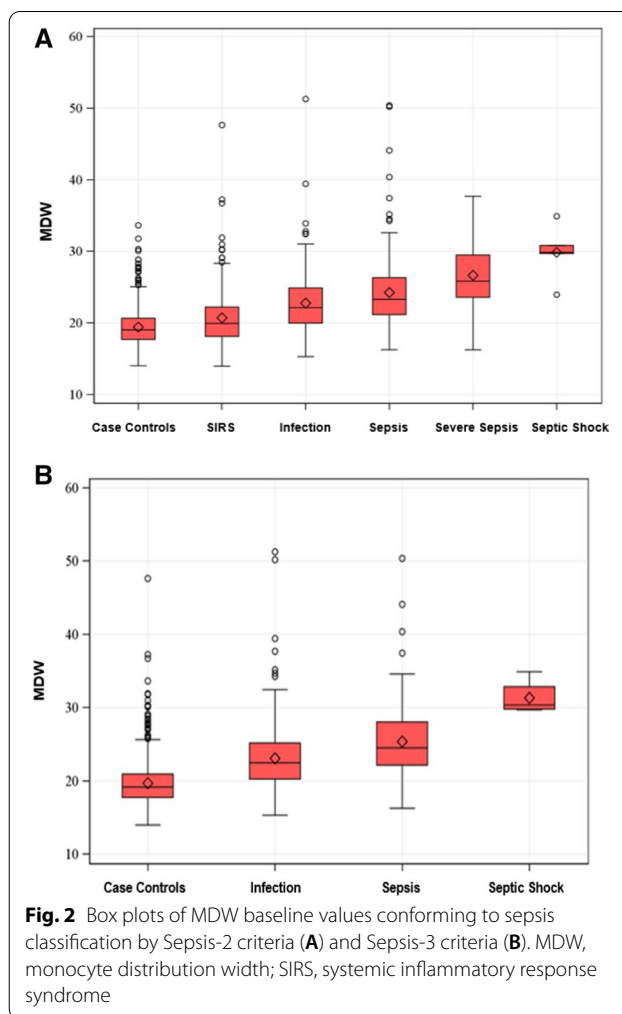 A
60
50
40
30
20
10
MDW
Case Controls SIRS Infection Sepsis Severe Sepsis Septic Shock
B
60
50
40
30
20
10
MDW
Case Controls Infection Sepsis Septic Shock
Fig. 2 Box plots of MDW baseline values conforming to sepsis
classification by Sepsis-2 criteria (A) and Sepsis-3 criteria (B). MDW,
monocyte distribution width; SIRS, systemic inflammatory response
syndrome